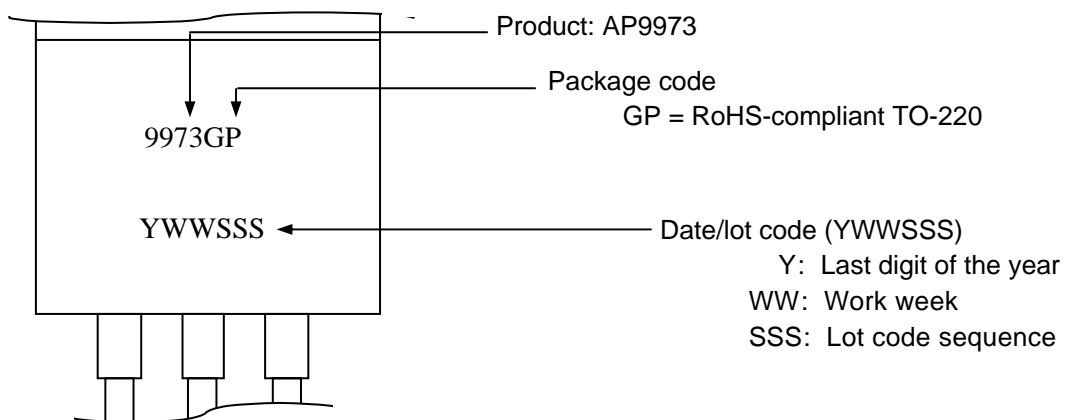 Product: AP9973
Package code
GP = RoHS-compliant TO-220
9973GP
YWWSSS
Date/lot code (YWWSSS)
Y: Last digit of the year
WW: Work week
SSS: Lot code sequence